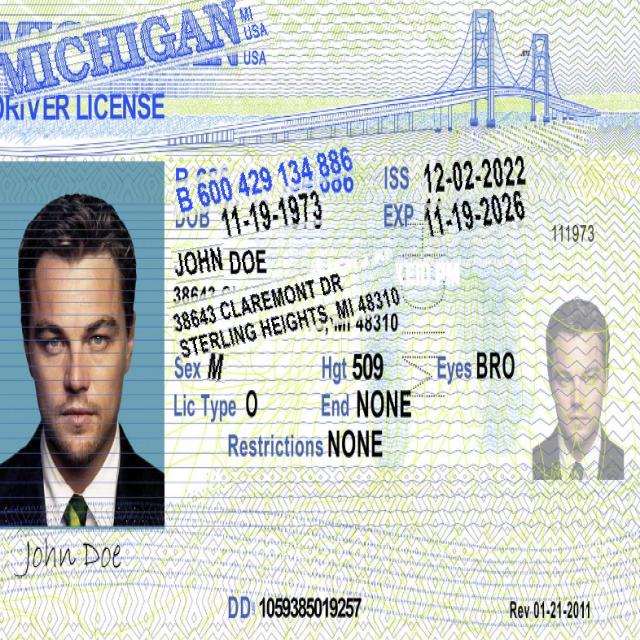 MICHIGAN MI
USA
USA
DRIVER LICENSE
B 600 429 134 886
ISS 12-02-2022
DOB 11-19-1973
EXP 11-19-2026
111973
JOHN DOE
38643 CLAREMONT DR
STERLING HEIGHTS, MI 48310
MI 48310
Sex M Hgt 509 Eyes BRO
Lic Type O End NONE
Restrictions NONE
John Doe
DD 1059385019257 Rev 01-21-2011